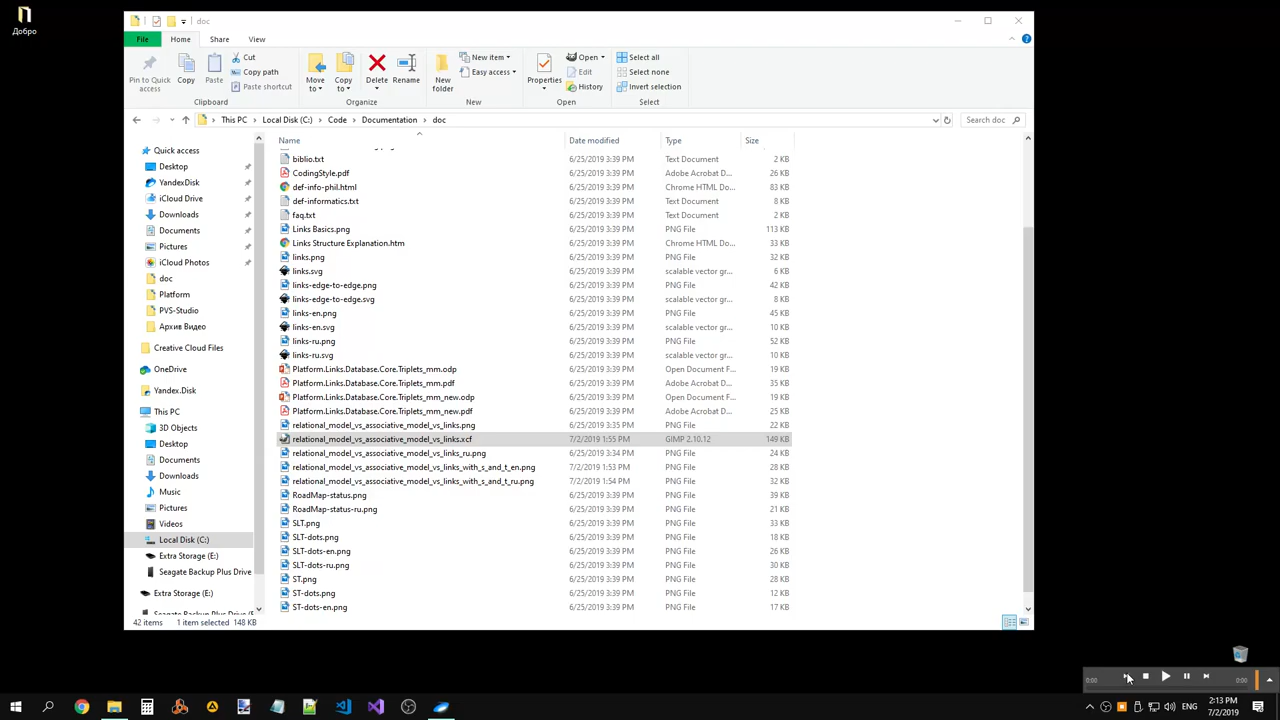 Добро
doc
File Home Share View
Pin to Quick access
Copy
Paste
Cut
Copy path
Paste shortcut
Clipboard
Move to
Copy to
Delete
Rename
Organize
New folder
New item
Easy access
New
Properties
Open
Edit
History
Open
Select all
Select none
Invert selection
Select
This PC > Local Disk (C:) > Code > Documentation > doc
Search doc
Name Date modified Type Size
Quick access
Desktop
YandexDisk
iCloud Drive
Downloads
Documents
Pictures
iCloud Photos
doc
Platform
PVS-Studio
Архив Видео
Creative Cloud Files
OneDrive
Yandex.Disk
This PC
3D Objects
Desktop
Documents
Downloads
Music
Pictures
Videos
Local Disk (C:)
Extra Storage (E:)
Seagate Backup Plus Drive
Extra Storage (E:)
Seagate Backup Plus Drive (F
biblio.txt 6/25/2019 3:39 PM Text Document 2 KB
CodingStyle.pdf 6/25/2019 3:39 PM Adobe Acrobat D... 26 KB
def-info-phil.html 6/25/2019 3:39 PM Chrome HTML Do... 83 KB
def-informatics.txt 6/25/2019 3:39 PM Text Document 8 KB
faq.txt 6/25/2019 3:39 PM Text Document 2 KB
Links Basics.png 6/25/2019 3:39 PM PNG File 113 KB
Links Structure Explanation.htm 6/25/2019 3:39 PM Chrome HTML Do... 33 KB
links.png 6/25/2019 3:39 PM PNG File 32 KB
links.svg 6/25/2019 3:39 PM scalable vector gr... 6 KB
links-edge-to-edge.png 6/25/2019 3:39 PM PNG File 42 KB
links-edge-to-edge.svg 6/25/2019 3:39 PM scalable vector gr... 8 KB
links-en.png 6/25/2019 3:39 PM PNG File 45 KB
links-en.svg 6/25/2019 3:39 PM scalable vector gr... 10 KB
links-ru.png 6/25/2019 3:39 PM PNG File 52 KB
links-ru.svg 6/25/2019 3:39 PM scalable vector gr... 10 KB
Platform.Links.Database.Core.Triplets_mm.odp 6/25/2019 3:39 PM Open Document F... 19 KB
Platform.Links.Database.Core.Triplets_mm.pdf 6/25/2019 3:39 PM Adobe Acrobat D... 35 KB
Platform.Links.Database.Core.Triplets_mm_new.odp 6/25/2019 3:39 PM Open Document F... 19 KB
Platform.Links.Database.Core.Triplets_mm_new.pdf 6/25/2019 3:39 PM Adobe Acrobat D... 25 KB
relational_model_vs_associative_model_vs_links.png 6/25/2019 3:35 PM PNG File 22 KB
relational_model_vs_associative_model_vs_links.xcf 7/2/2019 1:55 PM GIMP 2.10.12 149 KB
relational_model_vs_associative_model_vs_links_ru.png 6/25/2019 3:34 PM PNG File 24 KB
relational_model_vs_associative_model_vs_links_with_s_and_t_en.png 7/2/2019 1:53 PM PNG File 28 KB
relational_model_vs_associative_model_vs_links_with_s_and_t_ru.png 7/2/2019 1:54 PM PNG File 32 KB
RoadMap-status.png 6/25/2019 3:39 PM PNG File 39 KB
RoadMap-status-ru.png 6/25/2019 3:39 PM PNG File 21 KB
SLT.png 6/25/2019 3:39 PM PNG File 33 KB
SLT-dots.png 6/25/2019 3:39 PM PNG File 18 KB
SLT-dots-en.png 6/25/2019 3:39 PM PNG File 26 KB
SLT-dots-ru.png 6/25/2019 3:39 PM PNG File 30 KB
ST.png 6/25/2019 3:39 PM PNG File 28 KB
ST-dots.png 6/25/2019 3:39 PM PNG File 12 KB
ST-dots-en.png 6/25/2019 3:39 PM PNG File 17 KB
42 items 1 item selected 148 KB
0:00 0:00
ENG 2:13 PM
7/2/2019